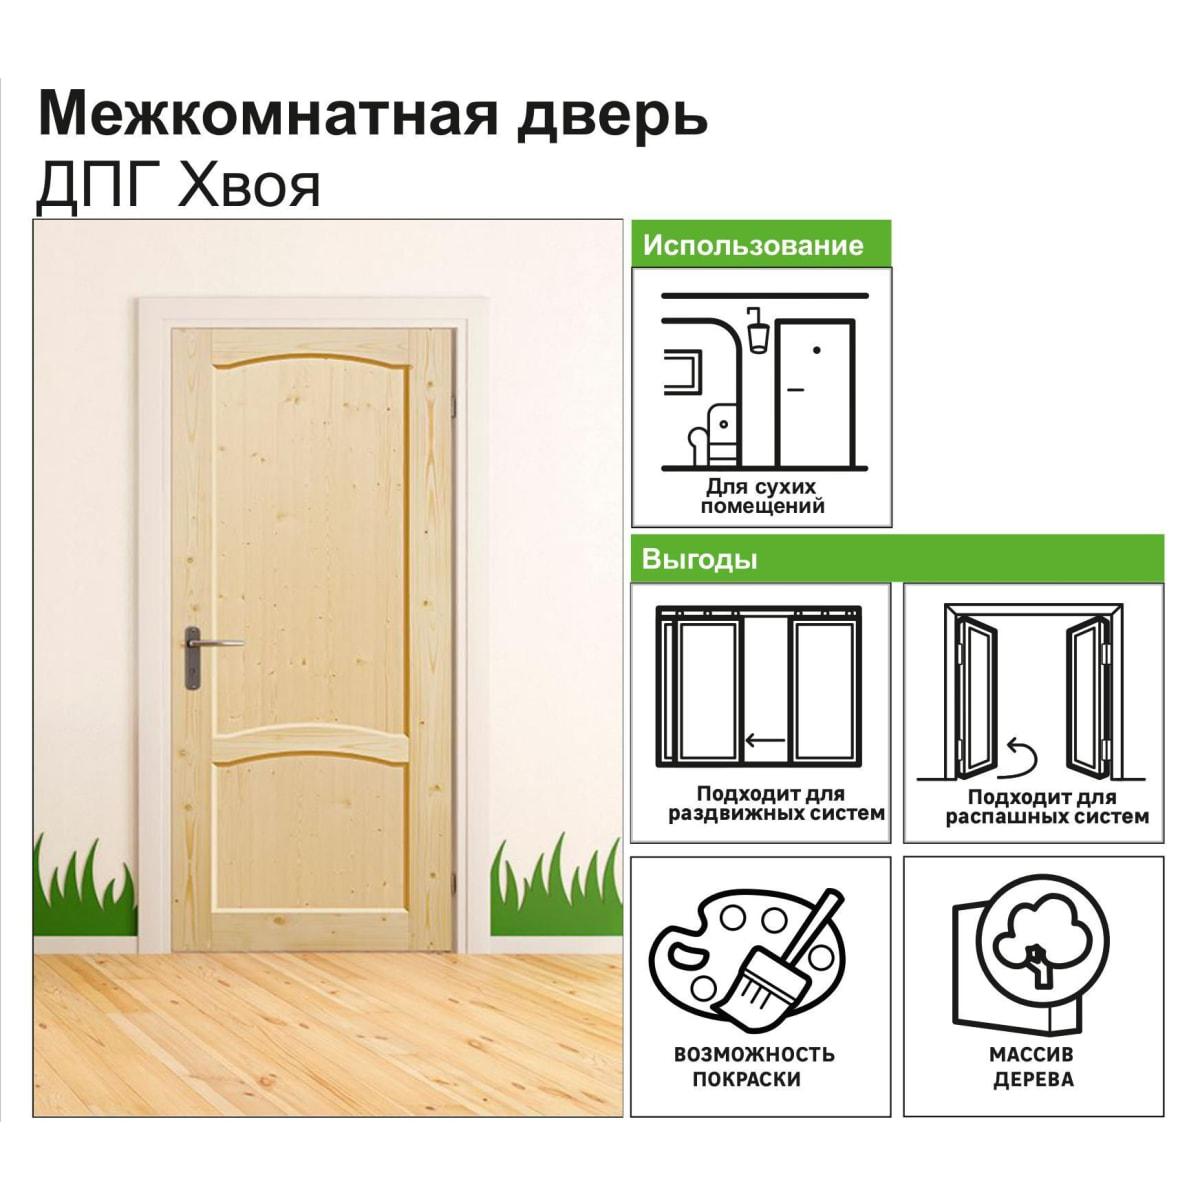 Межкомнатная дверь
ДПГ Хвоя
Использование
Для сухих
помещений
Выгоды
Подходит для
раздвижных систем
Подходит для
распашных систем
ВОЗМОЖНОСТЬ
ПОКРАСКИ
МАССИВ
ДЕРЕВА